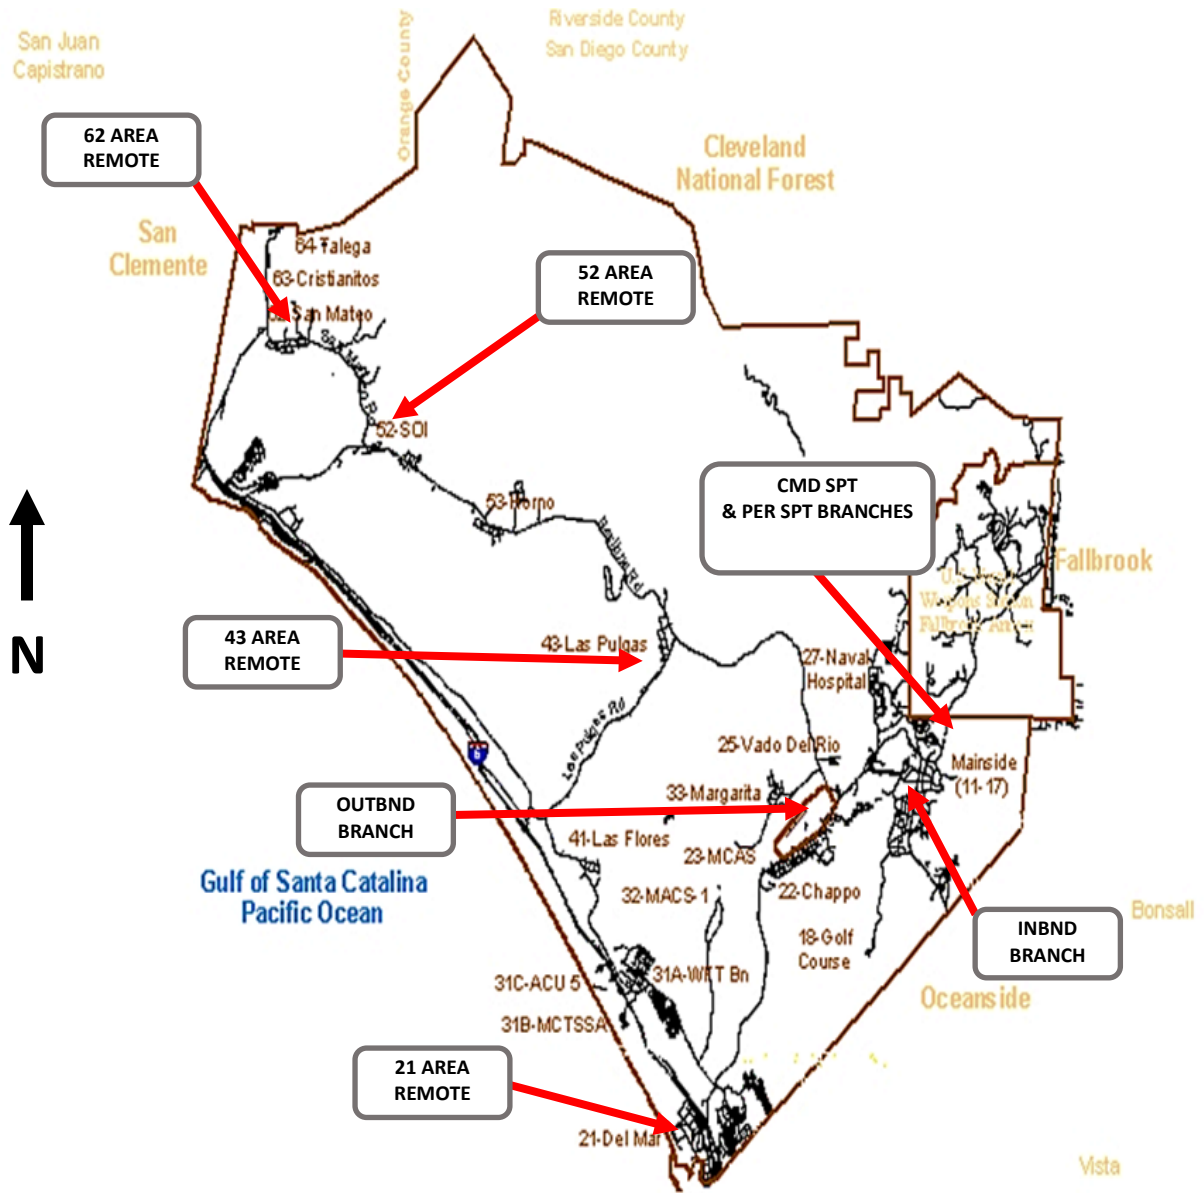 Riverside County
San Diego County
San Juan
Capistrano
Orange County
62 AREA
REMOTE
Cleveland
National Forest
San
Clemente
64-Talega
63-Cristianitos
San Mateo
52 AREA
REMOTE
52-SOI
CMD SPT
& PER SPT BRANCHES
53-Horno
Fallbrook
N
43 AREA
REMOTE
43-Las Pulgas
27-Naval
Hospital
Las Pulgas Rd
25-Vado Del Rio
Mainside
(11-17)
33-Margarita
OUTBND
BRANCH
41-Las Flores
23-MCAS
Gulf of Santa Catalina
Pacific Ocean
32-MACS-1
22-Chappo
INBND
BRANCH
Bonsall
18-Golf
Course
31A-WTT Bn
31C-ACU 5
Oceanside
31B-MCTSSA
21 AREA
REMOTE
21-Del Mar
Vista